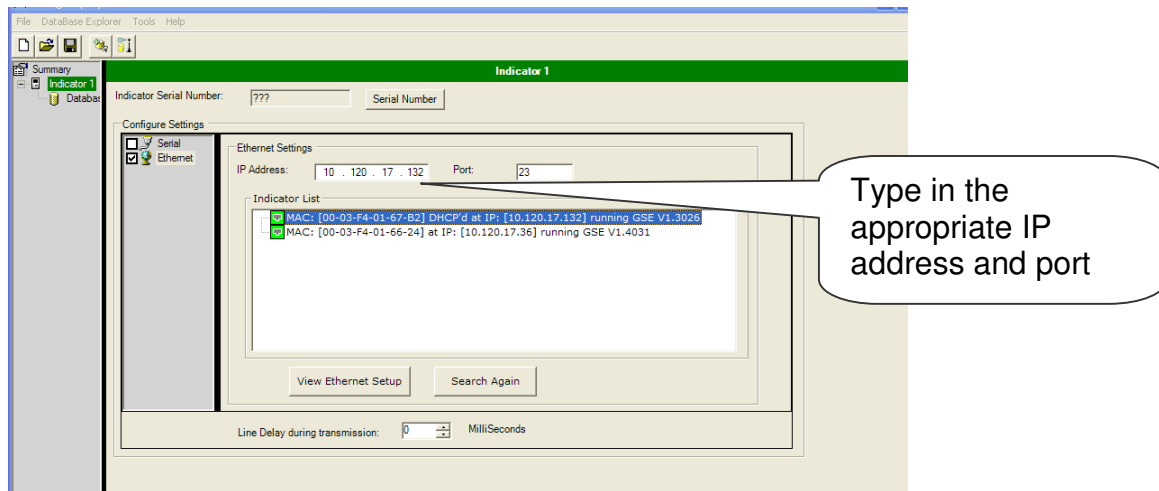 File DataBase Explorer Tools Help
Summary
Indicator 1
Databas
Indicator 1
Indicator Serial Number: ??? Serial Number
Configure Settings
Serial
Ethernet
Ethernet Settings
IP Address: 10 . 120 . 17 . 132 Port: 23
Indicator List
MAC: [00-03-F4-01-67-B2] DHCP'd at IP: [10.120.17.132] running GSE V1.3026
MAC: [00-03-F4-01-66-24] at IP: [10.120.17.36] running GSE V1.4031
View Ethernet Setup Search Again
Line Delay during transmission: 0 MilliSeconds
Type in the
appropriate IP
address and port